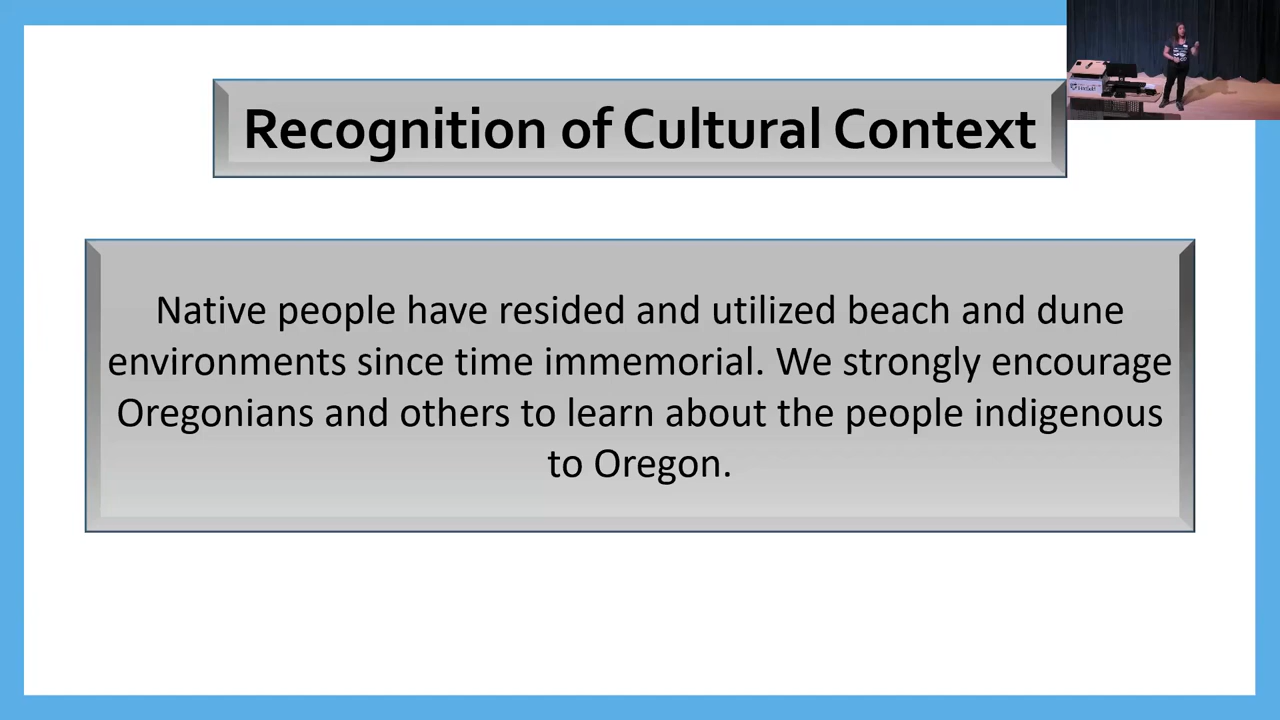 Recognition of Cultural Context
Native people have resided and utilized beach and dune
environments since time immemorial. We strongly encourage
Oregonians and others to learn about the people indigenous
to Oregon.